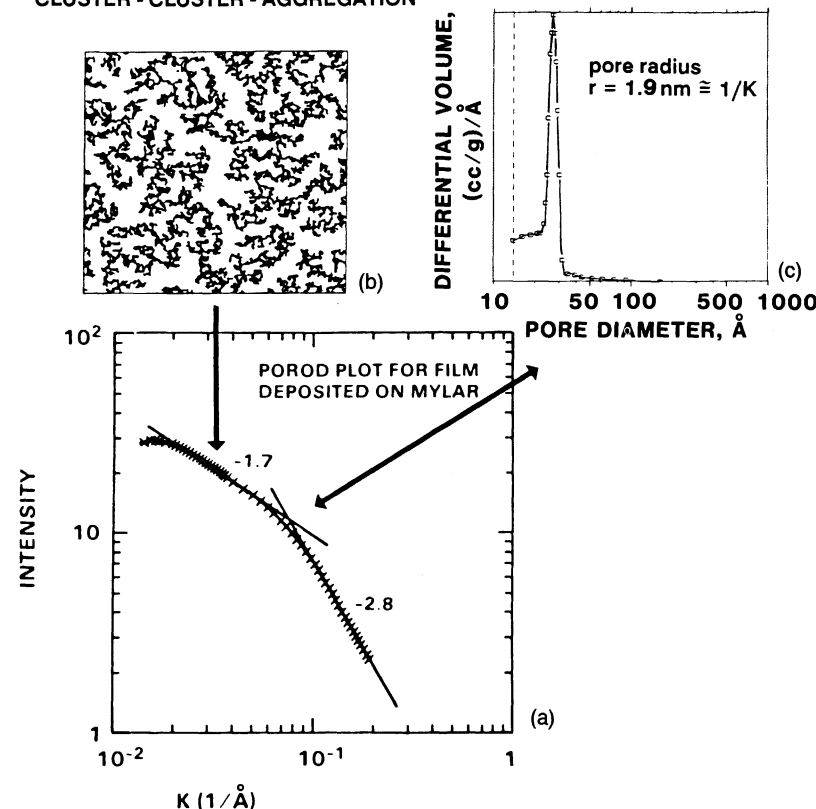 CLUSTER - CLUSTER - AGGREGATION
(b)
DIFFERENTIAL VOLUME,
(cc/g)/Å
pore radius
r = 1.9 nm ≅ 1/K
(c)
10 50 100 500 1000
PORE DIAMETER, Å
10²
10
1
INTENSITY
POROD PLOT FOR FILM
DEPOSITED ON MYLAR
-1.7
-2.8
(a)
10⁻² 10⁻¹ 1
K (1/Å)